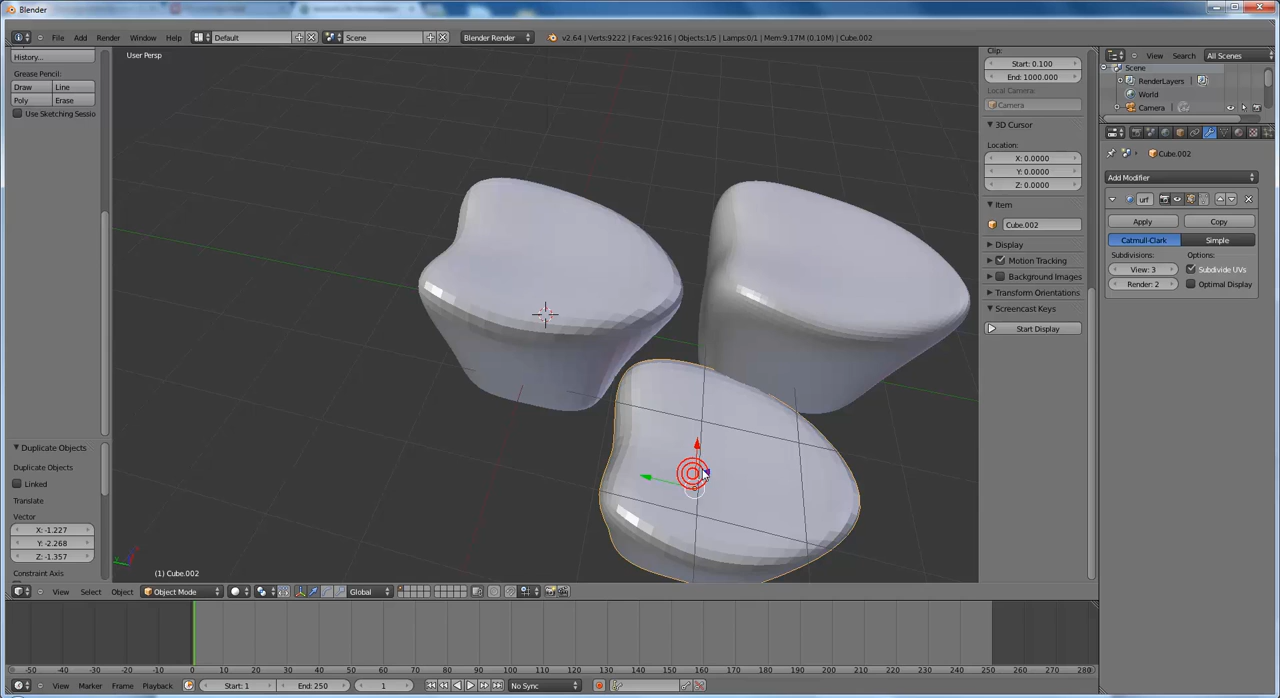 Blender
File Add Render Window Help Default Scene Blender Render v2.64 | Verts:9222 | Faces:9216 | Objects:1/5 | Lamps:0/1 | Mem:9.17M (0.10M) | Cube.002
History...
Grease Pencil:
Draw Line
Poly Erase
Use Sketching Sessio
Duplicate Objects
Duplicate Objects
Linked
Translate
Vector
X: -1.227
Y: -2.268
Z: -1.357
Constraint Axis
User Persp
(1) Cube.002
View Select Object Object Mode Global
Clip:
Start: 0.100
End: 1000.000
Local Camera:
Camera
3D Cursor
Location:
X: 0.0000
Y: 0.0000
Z: 0.0000
Item
Cube.002
Display
Motion Tracking
Background Images
Transform Orientations
Screencast Keys
Start Display
View Search All Scenes
Scene
RenderLayers
World
Camera
Cube.002
Add Modifier
urf
Apply Copy
Catmull-Clark Simple
Subdivisions: Options:
View: 3 Subdivide UVs
Render: 2 Optimal Display
-50 -40 -30 -20 -10 0 10 20 30 40 50 60 70 80 90 100 110 120 130 140 150 160 170 180 190 200 210 220 230 240 250 260 270 280
View Marker Frame Playback Start: 1 End: 250 1 No Sync